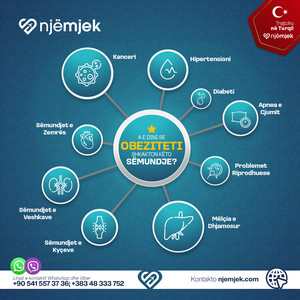 njëmjek
Trajtohu
në Turqi!
njëmjek
Kanceri
Hipertensioni
Diabeti
Apnea e
Gjumit
Sëmundjet e
Zemrës
A E DINI SE
OBEZITETI
SHKAKTON KËTO
SËMUNDJE?
Problemet
Riprodhuese
Sëmundjet e
Veshkave
Sëmundjet e
Kyçeve
Mëlçia e
Dhjamosur
Linjat e kontaktit WhatsApp dhe Viber
+90 541 557 37 36; +383 48 333 752
Kontakto njemjek.com